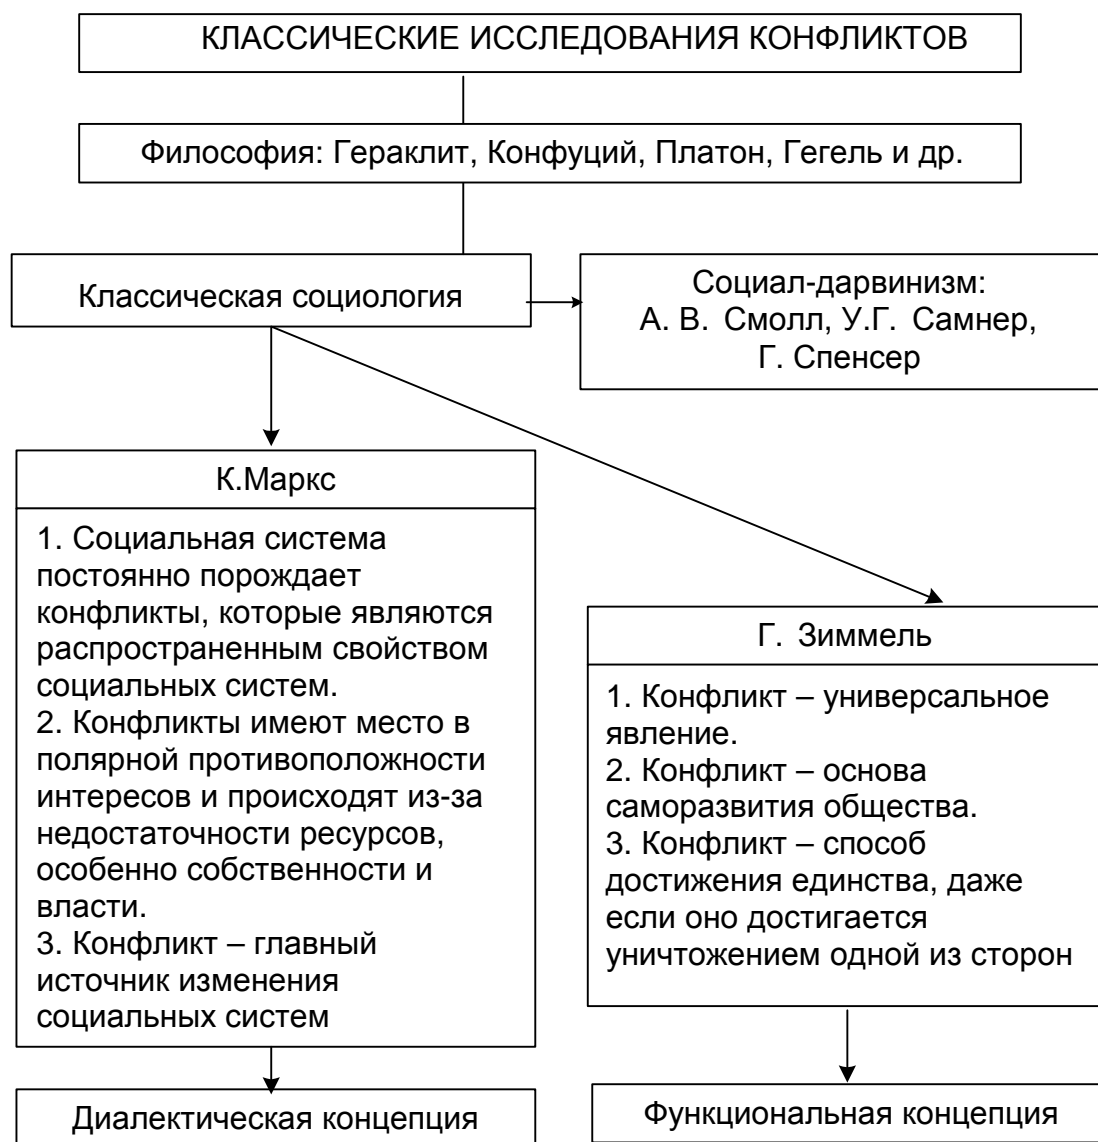 КЛАССИЧЕСКИЕ ИССЛЕДОВАНИЯ КОНФЛИКТОВ
Философия: Гераклит, Конфуций, Платон, Гегель и др.
Классическая социология
Социал-дарвинизм:
А. В. Смолл, У.Г. Самнер,
Г. Спенсер
К.Маркс
1. Социальная система
постоянно порождает
конфликты, которые являются
распространенным свойством
социальных систем.
2. Конфликты имеют место в
полярной противоположности
интересов и происходят из-за
недостаточности ресурсов,
особенно собственности и
власти.
3. Конфликт – главный
источник изменения
социальных систем
Г. Зиммель
1. Конфликт – универсальное
явление.
2. Конфликт – основа
саморазвития общества.
3. Конфликт – способ
достижения единства, даже
если оно достигается
уничтожением одной из сторон
Диалектическая концепция
Функциональная концепция